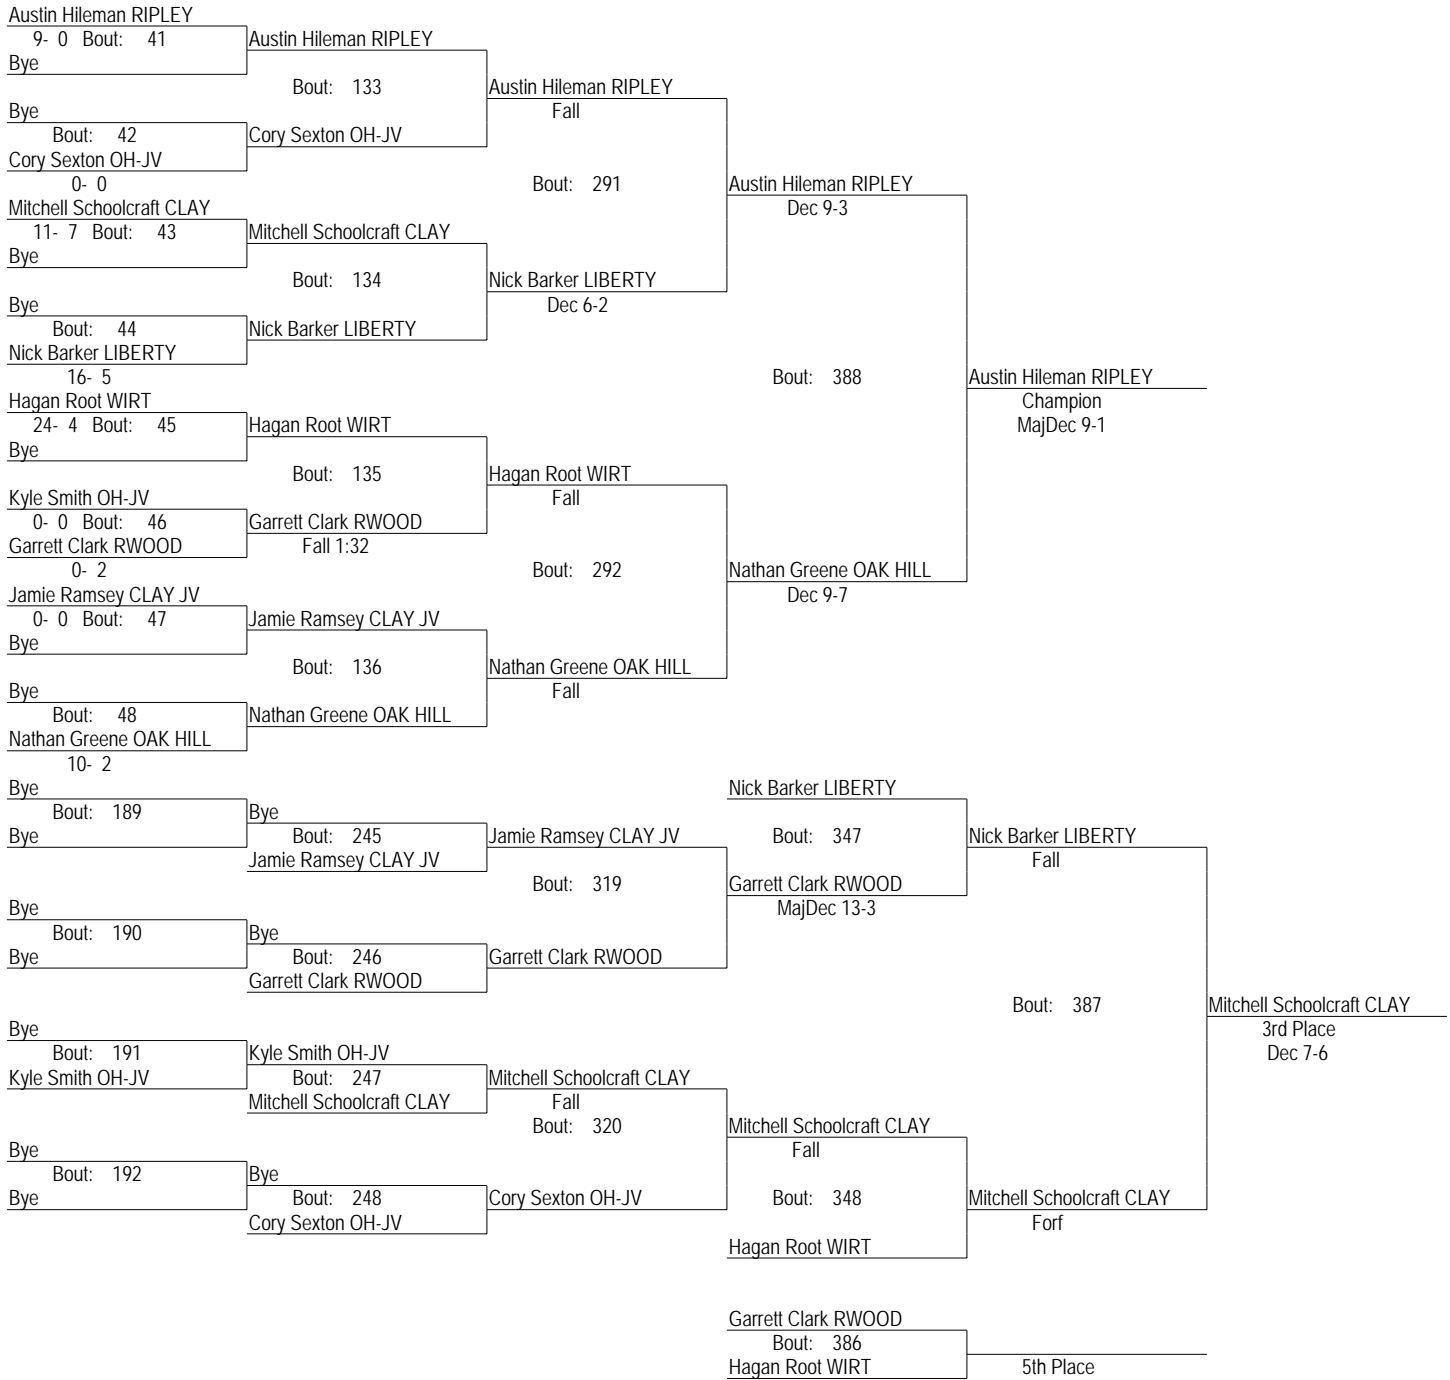 Austin Hileman RIPLEY
9- 0 Bout: 41
Austin Hileman RIPLEY
Bye
Bout: 133
Austin Hileman RIPLEY
Bye
Fall
Bout: 42
Cory Sexton OH-JV
Cory Sexton OH-JV
0- 0
Bout: 291
Austin Hileman RIPLEY
Mitchell Schoolcraft CLAY
Dec 9-3
11- 7 Bout: 43
Mitchell Schoolcraft CLAY
Bye
Bout: 134
Nick Barker LIBERTY
Bye
Dec 6-2
Bout: 44
Nick Barker LIBERTY
Nick Barker LIBERTY
16- 5
Bout: 388
Austin Hileman RIPLEY
Hagan Root WIRT
Champion
24- 4 Bout: 45
Hagan Root WIRT
MajDec 9-1
Bye
Bout: 135
Hagan Root WIRT
Kyle Smith OH-JV
Fall
0- 0 Bout: 46
Garrett Clark RWOOD
Garrett Clark RWOOD
Fall 1:32
0- 2
Bout: 292
Nathan Greene OAK HILL
Jamie Ramsey CLAY JV
Dec 9-7
0- 0 Bout: 47
Jamie Ramsey CLAY JV
Bye
Bout: 136
Nathan Greene OAK HILL
Bye
Fall
Bout: 48
Nathan Greene OAK HILL
Nathan Greene OAK HILL
10- 2
Bye
Nick Barker LIBERTY
Bout: 189
Bye
Bye
Bout: 245
Jamie Ramsey CLAY JV
Bout: 347
Nick Barker LIBERTY
Jamie Ramsey CLAY JV
Fall
Bout: 319
Garrett Clark RWOOD
Bye
MajDec 13-3
Bout: 190
Bye
Bye
Bout: 246
Garrett Clark RWOOD
Garrett Clark RWOOD
Bout: 387
Mitchell Schoolcraft CLAY
Bye
3rd Place
Bout: 191
Kyle Smith OH-JV
Dec 7-6
Kyle Smith OH-JV
Bout: 247
Mitchell Schoolcraft CLAY
Mitchell Schoolcraft CLAY
Fall
Bout: 320
Mitchell Schoolcraft CLAY
Bye
Fall
Bout: 192
Bye
Bye
Bout: 248
Cory Sexton OH-JV
Bout: 348
Mitchell Schoolcraft CLAY
Cory Sexton OH-JV
Forf
Hagan Root WIRT
Garrett Clark RWOOD
Bout: 386
Hagan Root WIRT
5th Place